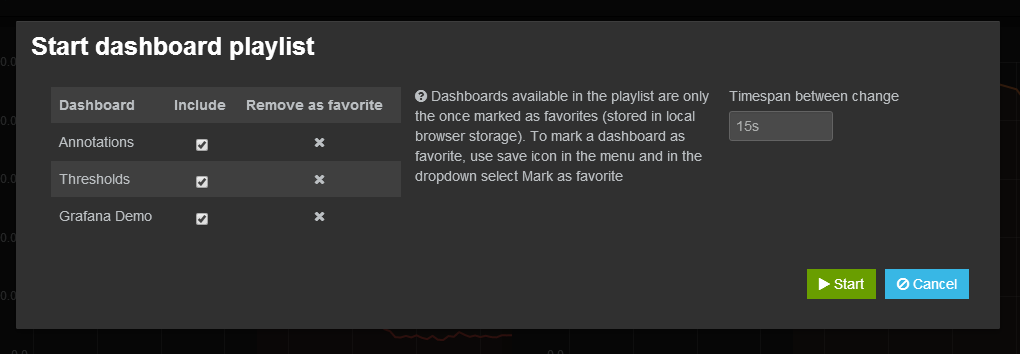 Start dashboard playlist
Dashboard Include Remove as favorite
Annotations
Thresholds
Grafana Demo
Dashboards available in the playlist are only
the once marked as favorites (stored in local
browser storage). To mark a dashboard as
favorite, use save icon in the menu and in the
dropdown select Mark as favorite
Timespan between change
15s
Start Cancel